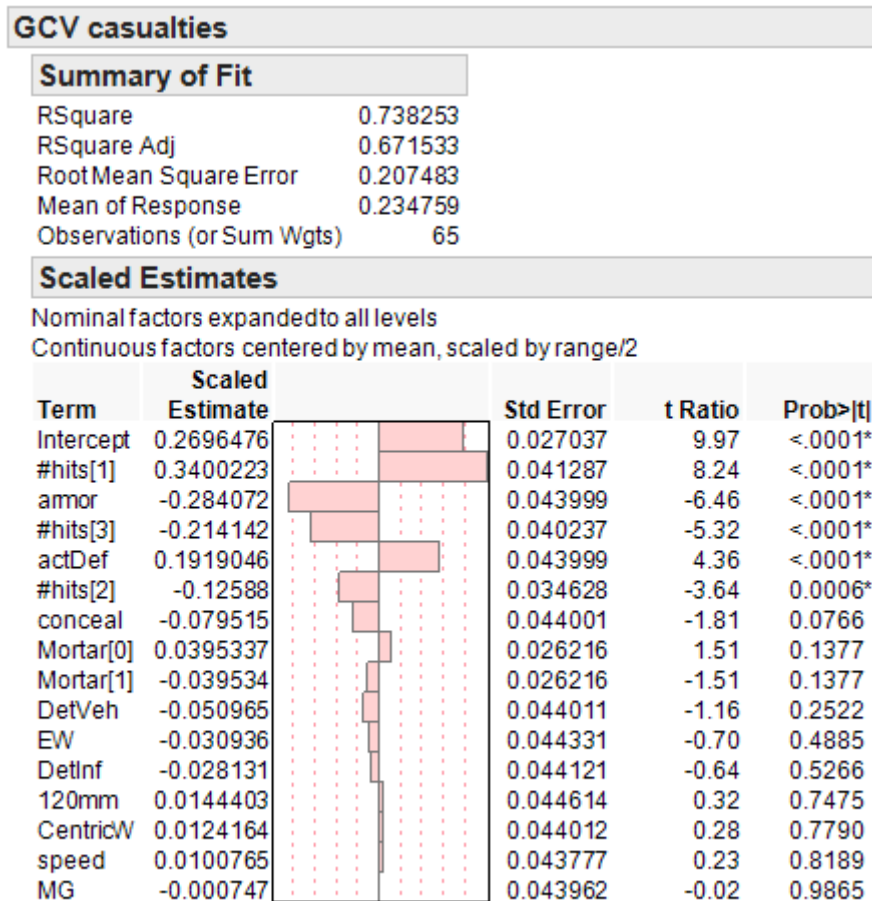 GCV casualties
Summary of Fit
RSquare 0.738253
RSquare Adj 0.671533
Root Mean Square Error 0.207483
Mean of Response 0.234759
Observations (or Sum Wgts) 65
Scaled Estimates
Nominal factors expanded to all levels
Continuous factors centered by mean, scaled by range/2
Term Scaled Estimate Std Error t Ratio Prob>|t|
Intercept 0.2696476 0.027037 9.97 <.0001*
#hits[1] 0.3400223 0.041287 8.24 <.0001*
armor -0.284072 0.043999 -6.46 <.0001*
#hits[3] -0.214142 0.040237 -5.32 <.0001*
actDef 0.1919046 0.043999 4.36 <.0001*
#hits[2] -0.12588 0.034628 -3.64 0.0006*
conceal -0.079515 0.044001 -1.81 0.0766
Mortar[0] 0.0395337 0.026216 1.51 0.1377
Mortar[1] -0.039534 0.026216 -1.51 0.1377
DetVeh -0.050965 0.044011 -1.16 0.2522
EW -0.030936 0.044331 -0.70 0.4885
DetInf -0.028131 0.044121 -0.64 0.5266
120mm 0.0144403 0.044614 0.32 0.7475
CentricW 0.0124164 0.044012 0.28 0.7790
speed 0.0100765 0.043777 0.23 0.8189
MG -0.000747 0.043962 -0.02 0.9865